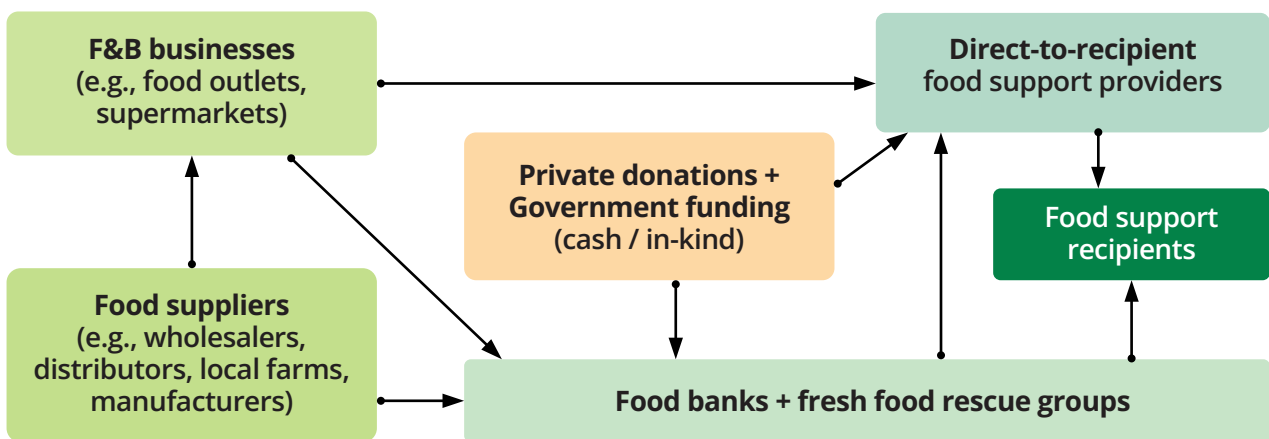 F&B businesses
(e.g., food outlets,
supermarkets)
Direct-to-recipient
food support providers
Private donations +
Government funding
(cash / in-kind)
Food support
recipients
Food suppliers
(e.g., wholesalers,
distributors, local farms,
manufacturers)
Food banks + fresh food rescue groups